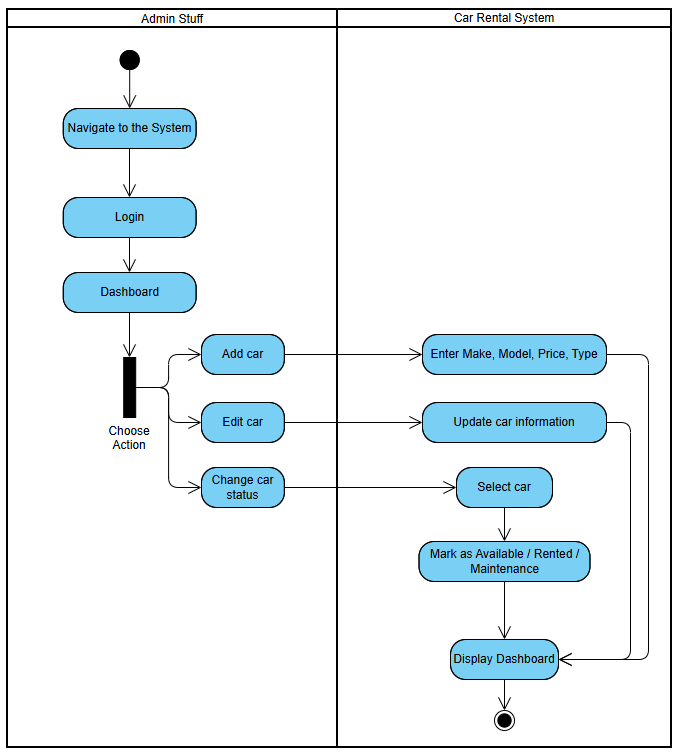 Admin Stuff
Car Rental System
Navigate to the System
Login
Dashboard
Choose
Action
Add car
Enter Make, Model, Price, Type
Edit car
Update car information
Change car
status
Select car
Mark as Available / Rented /
Maintenance
Display Dashboard